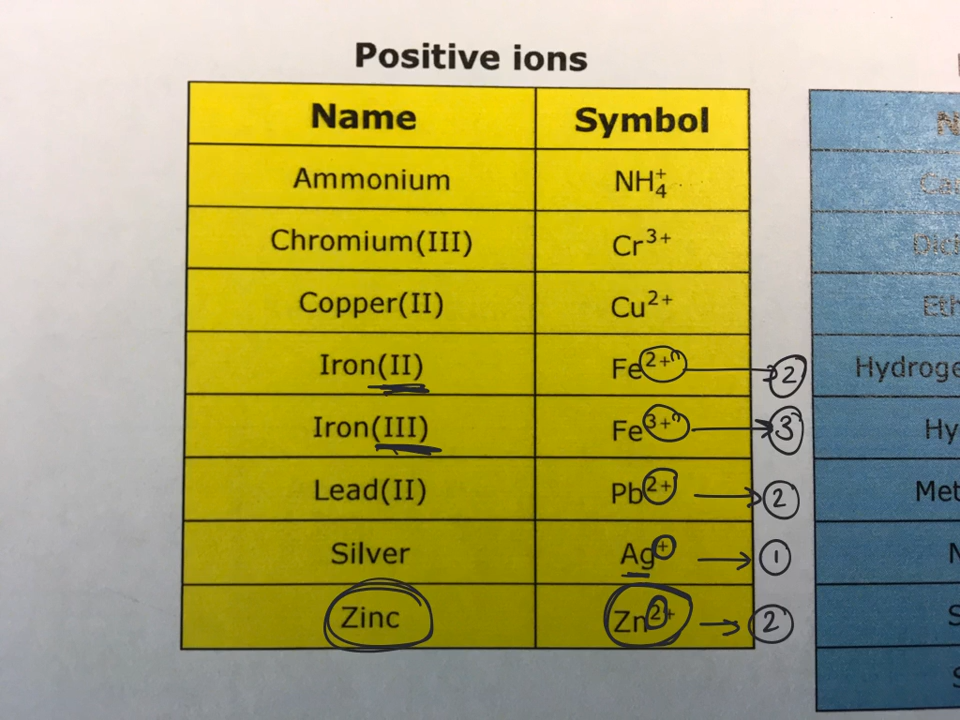 Positive ions
Name Symbol
Ammonium NH₄⁺
Chromium(III) Cr³⁺
Copper(II) Cu²⁺
Iron(II) Fe²⁺ 2 Hydroge
Iron(III) Fe³⁺ 3 Hy
Lead(II) Pb²⁺ → 2 Met
Silver Ag⁺ → 1
Zinc Zn²⁺ → 2